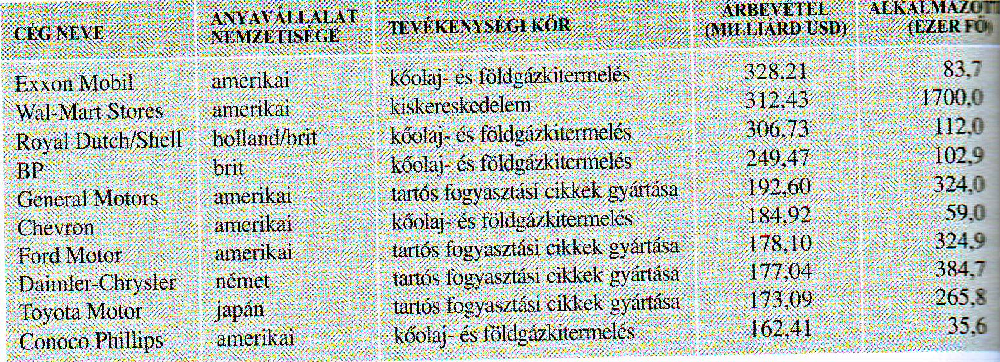 CÉG NEVE ANYAVÁLLALAT NEMZETISÉGE TEVÉKENYSÉGI KÖR ÁRBEVÉTEL (MILLIÁRD USD) ALKALMAZOTT (EZER FŐ)
Exxon Mobil amerikai kőolaj- és földgázkitermelés 328,21 83,7
Wal-Mart Stores amerikai kiskereskedelem 312,43 1700,0
Royal Dutch/Shell holland/brit kőolaj- és földgázkitermelés 306,73 112,0
BP brit kőolaj- és földgázkitermelés 249,47 102,9
General Motors amerikai tartós fogyasztási cikkek gyártása 192,60 324,0
Chevron amerikai kőolaj- és földgázkitermelés 184,92 59,0
Ford Motor amerikai tartós fogyasztási cikkek gyártása 178,10 324,9
Daimler-Chrysler német tartós fogyasztási cikkek gyártása 177,04 384,7
Toyota Motor japán tartós fogyasztási cikkek gyártása 173,09 265,8
Conoco Phillips amerikai kőolaj- és földgázkitermelés 162,41 35,6